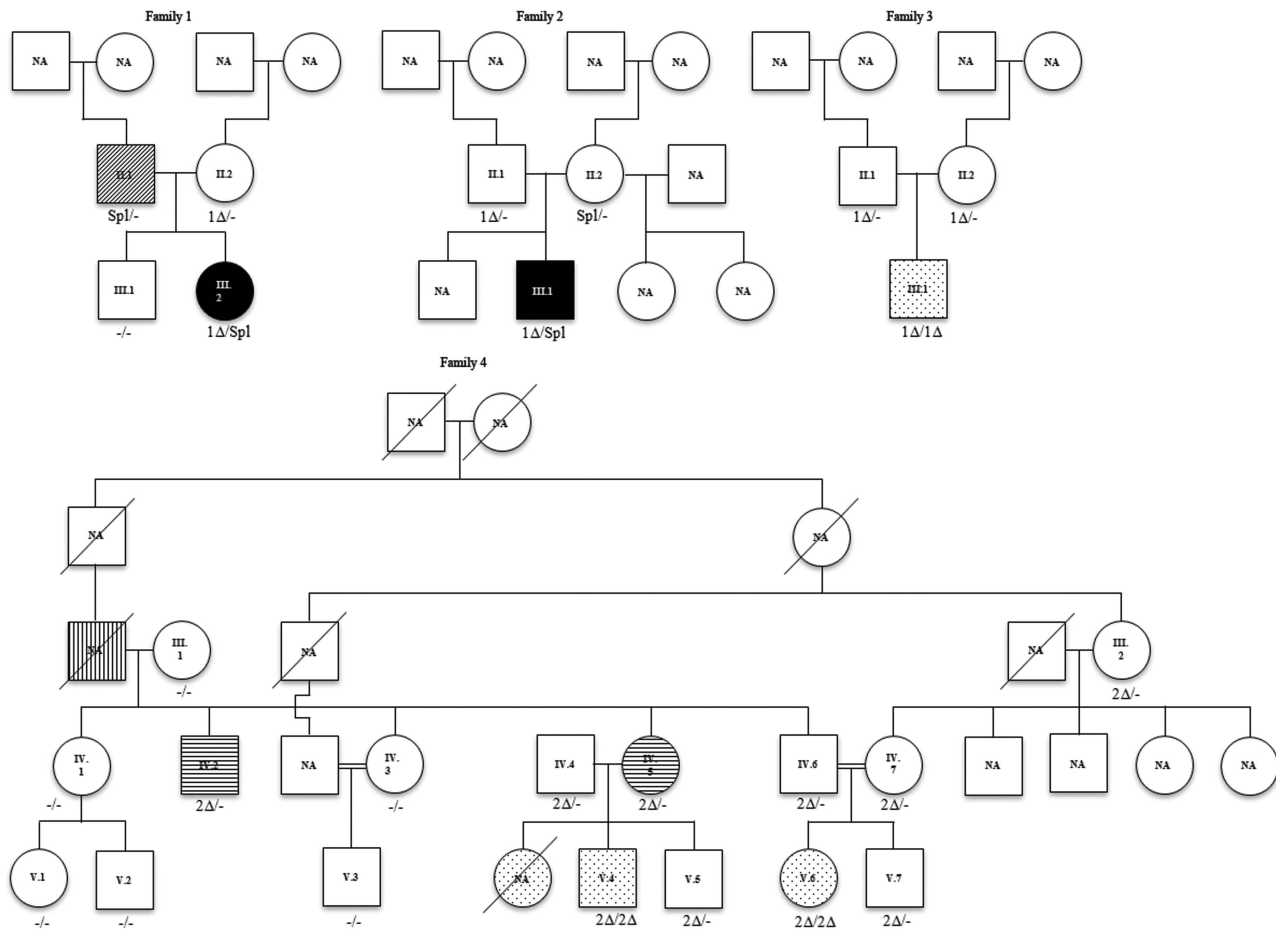 Family 1 Family 2 Family 3
NA NA NA NA NA NA NA NA NA NA NA NA
II.1 II.2 II.1 II.2 NA II.1 II.2
Spl/- 1Δ/- 1Δ/- Spl/- 1Δ/- 1Δ/-
III.1 III. 2 NA III.1 NA NA III.1
-/- 1Δ/Spl 1Δ/Spl 1Δ/1Δ
Family 4
NA NA
NA NA
NA III. 1 NA NA III. 2
-/- 2Δ/-
IV. 1 IV.2 NA IV. 3 IV.4 IV. 5 IV.6 IV. 7 NA NA NA NA
-/- 2Δ/- -/- 2Δ/- 2Δ/- 2Δ/- 2Δ/-
V.1 V.2 V.3 NA V.4 V.5 V.6 V.7
-/- -/- -/- 2Δ/2Δ 2Δ/- 2Δ/2Δ 2Δ/-